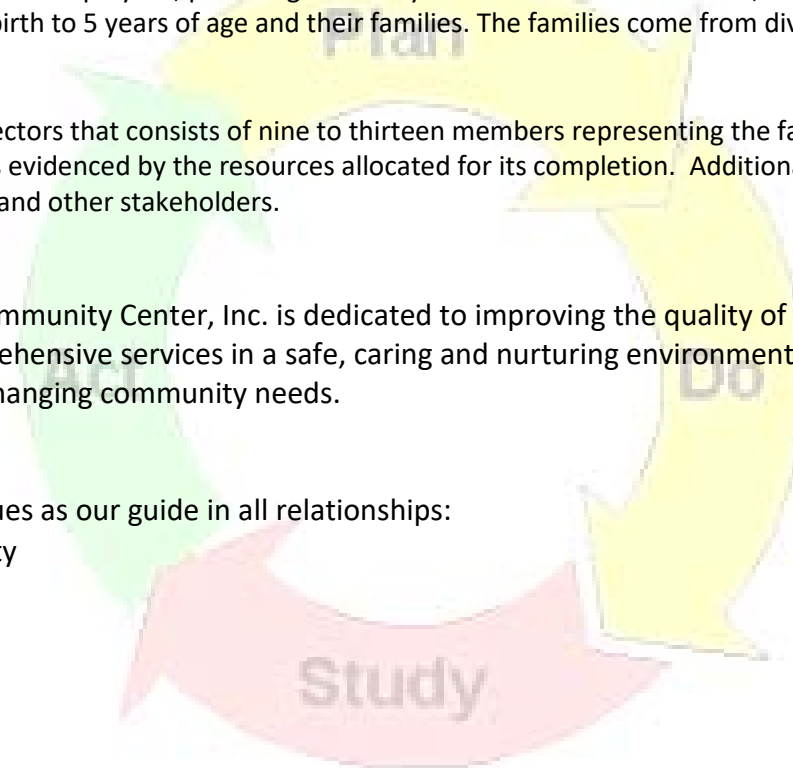 birth to 5 years of age and their families. The families come from div
Plan
ectors that consists of nine to thirteen members representing the fa
evidenced by the resources allocated for its completion. Additiona
and other stakeholders.
mmunity Center, Inc. is dedicated to improving the quality of
ehensive services in a safe, caring and nurturing environment
Act
Do
hanging community needs.
ues as our guide in all relationships:
ty
Study